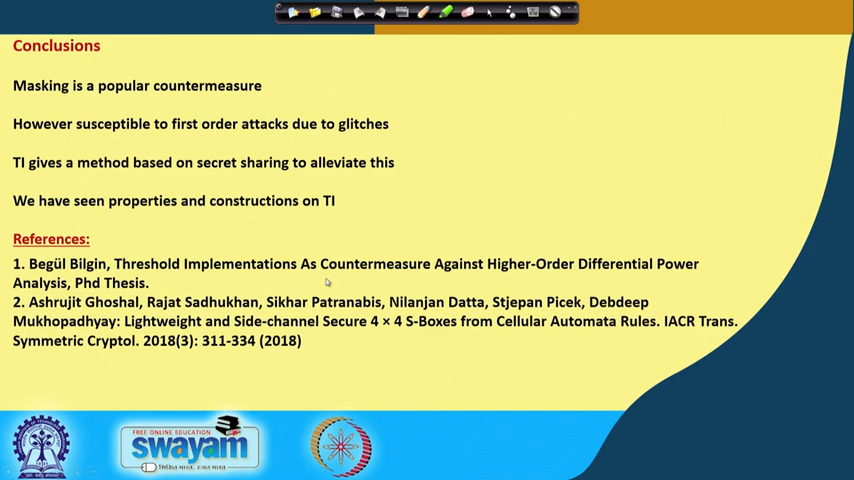 Conclusions
Masking is a popular countermeasure
However susceptible to first order attacks due to glitches
TI gives a method based on secret sharing to alleviate this
We have seen properties and constructions on TI
References:
1. Begül Bilgin, Threshold Implementations As Countermeasure Against Higher-Order Differential Power
Analysis, Phd Thesis.
2. Ashrujit Ghoshal, Rajat Sadhukhan, Sikhar Patranabis, Nilanjan Datta, Stjepan Picek, Debdeep
Mukhopadhyay: Lightweight and Side-channel Secure 4 × 4 S-Boxes from Cellular Automata Rules. IACR Trans.
Symmetric Cryptol. 2018(3): 311-334 (2018)
FREE ONLINE EDUCATION
swayam